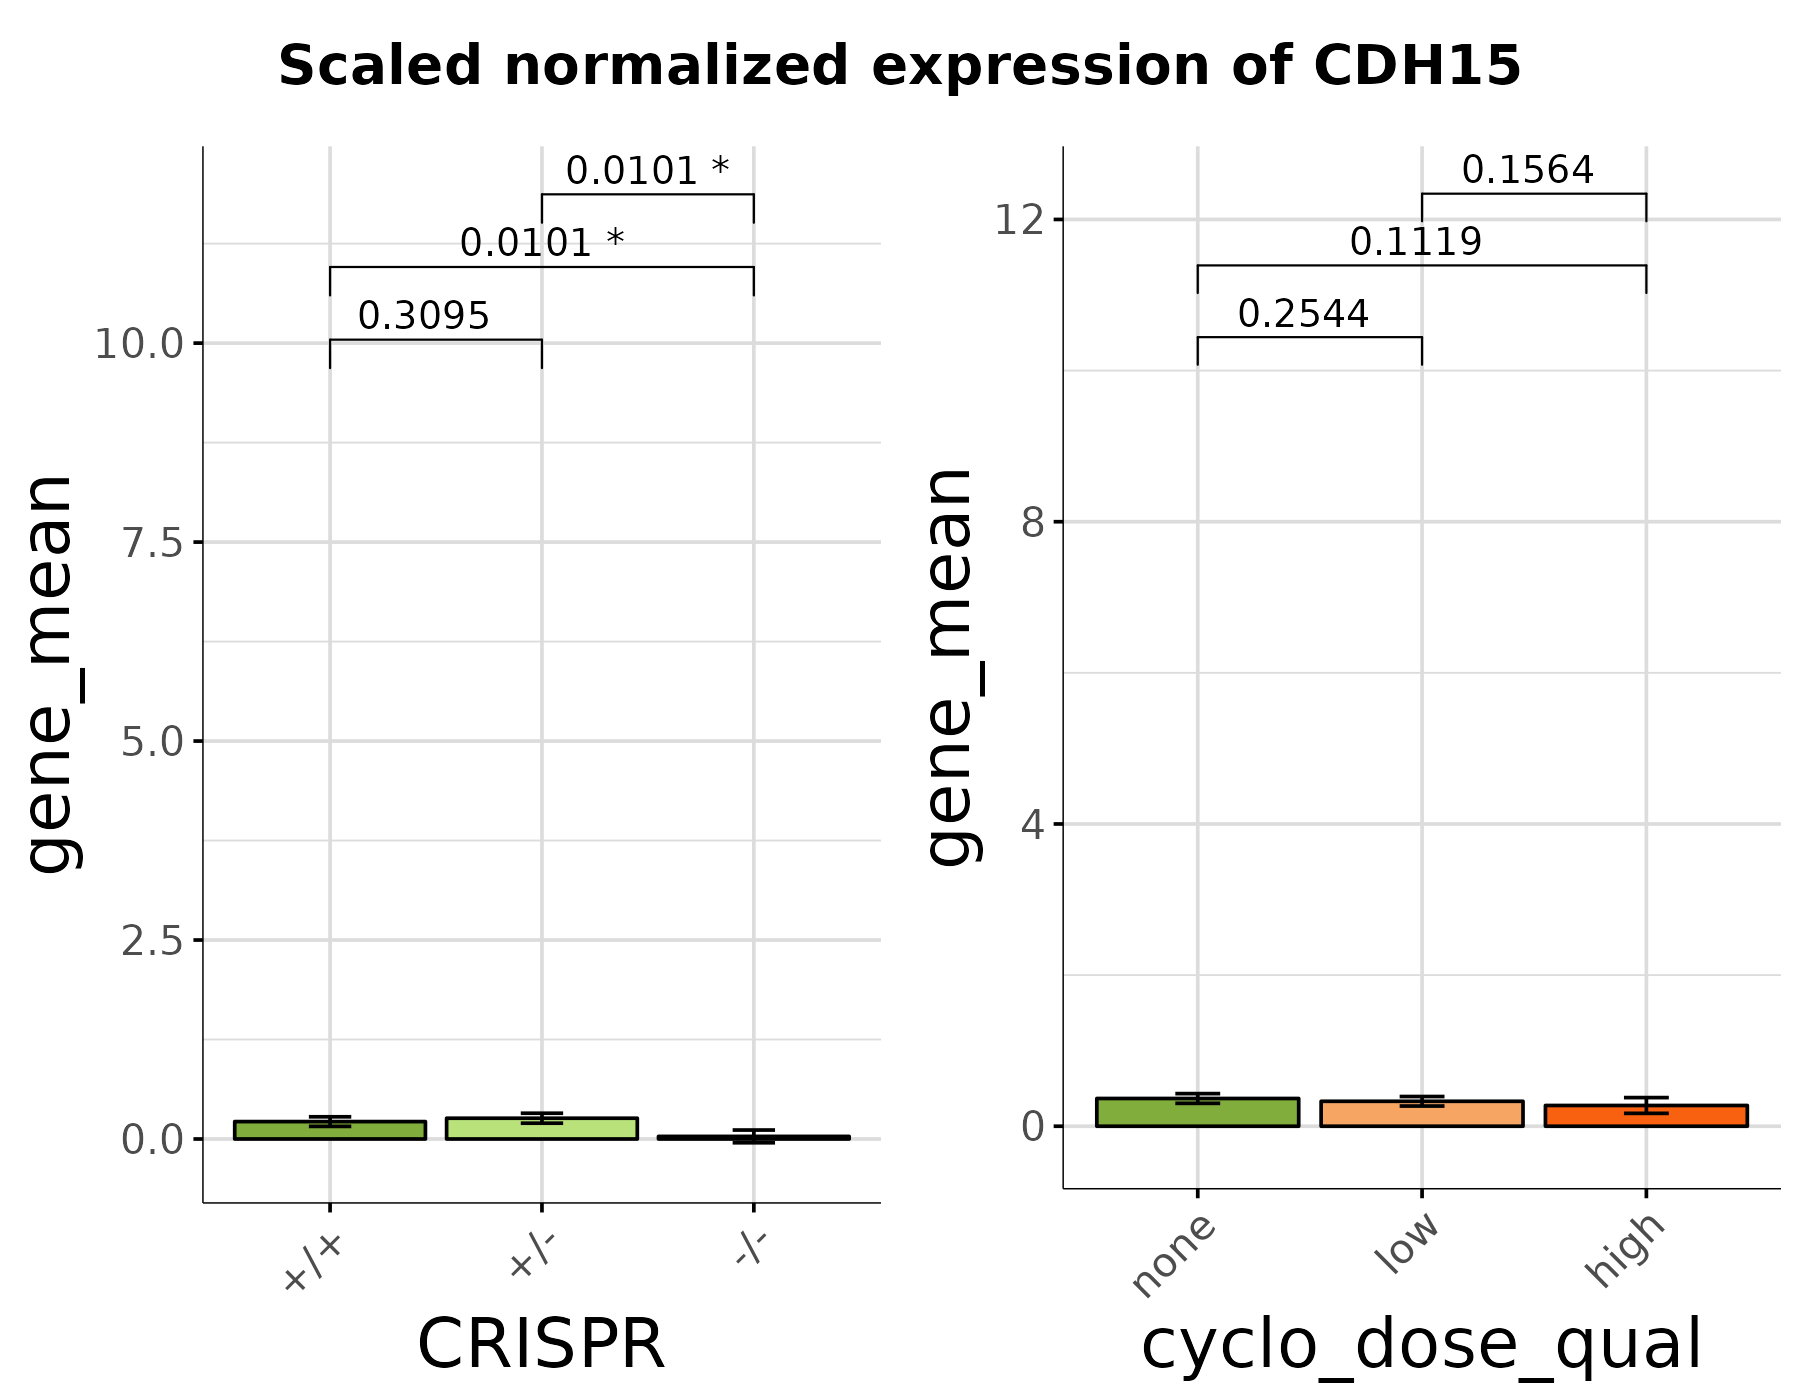 Scaled normalized expression of CDH15
0.0101 *
0.0101 *
0.3095
10.0
7.5
5.0
2.5
0.0
gene_mean
+/+
+/-
-/-
CRISPR
0.1564
0.1119
0.2544
12
8
4
0
gene_mean
none
low
high
cyclo_dose_qual